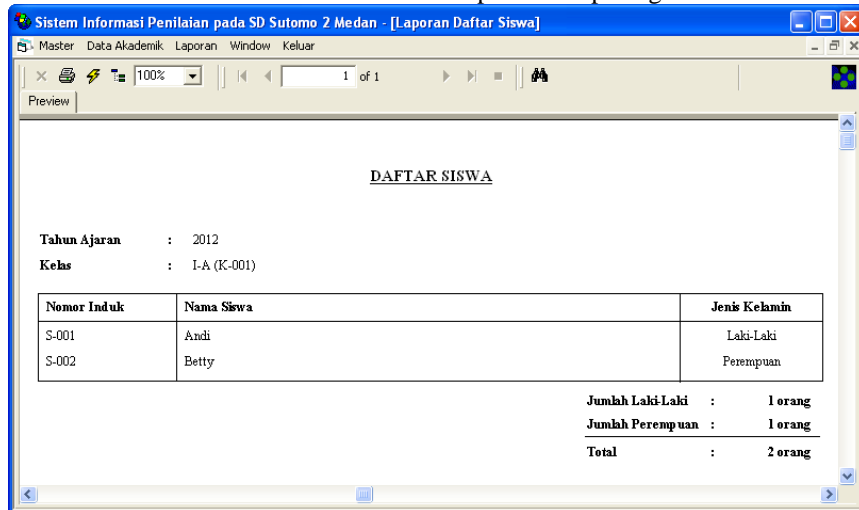 Sistem Informasi Penilaian pada SD Sutomo 2 Medan - [Laporan Daftar Siswa]
Master Data Akademik Laporan Window Keluar
100% 1 of 1
Preview
DAFTAR SISWA
Tahun Ajaran : 2012
Kelas : I-A (K-001)
Nomor Induk Nama Siswa Jenis Kelamin
S-001 Andi Laki-Laki
S-002 Betty Perempuan
Jumlah Laki-Laki : 1 orang
Jumlah Perempuan : 1 orang
Total : 2 orang